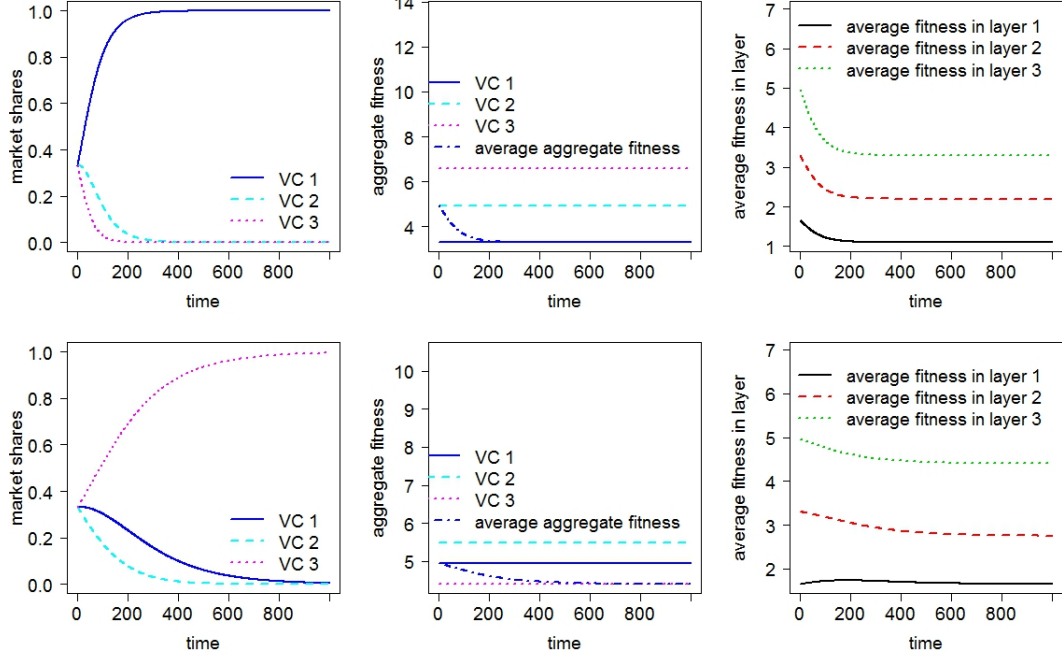 market shares
1.0
0.8
0.6
0.4
0.2
0.0
VC 1
VC 2
VC 3
0 200 400 600 800
time
aggregate fitness
14
12
10
8
6
4
VC 1
VC 2
VC 3
average aggregate fitness
0 200 400 600 800
time
average fitness in layer
7
6
5
4
3
2
1
average fitness in layer 1
average fitness in layer 2
average fitness in layer 3
0 200 400 600 800
time
market shares
1.0
0.8
0.6
0.4
0.2
0.0
VC 1
VC 2
VC 3
0 200 400 600 800
time
aggregate fitness
10
9
8
7
6
5
VC 1
VC 2
VC 3
average aggregate fitness
0 200 400 600 800
time
average fitness in layer
7
6
5
4
3
2
average fitness in layer 1
average fitness in layer 2
average fitness in layer 3
0 200 400 600 800
time